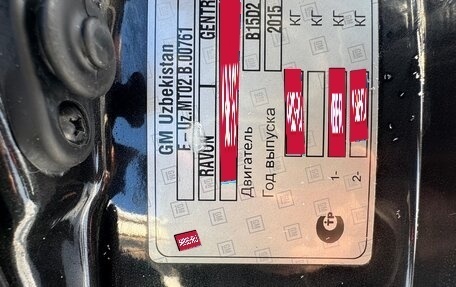 GM Uzbekistan
E - Uz.MT02.B.00761
RAVON GENTR
Двигатель B15D2
Год выпуска 2015
КГ
КГ
1- КГ
2- КГ